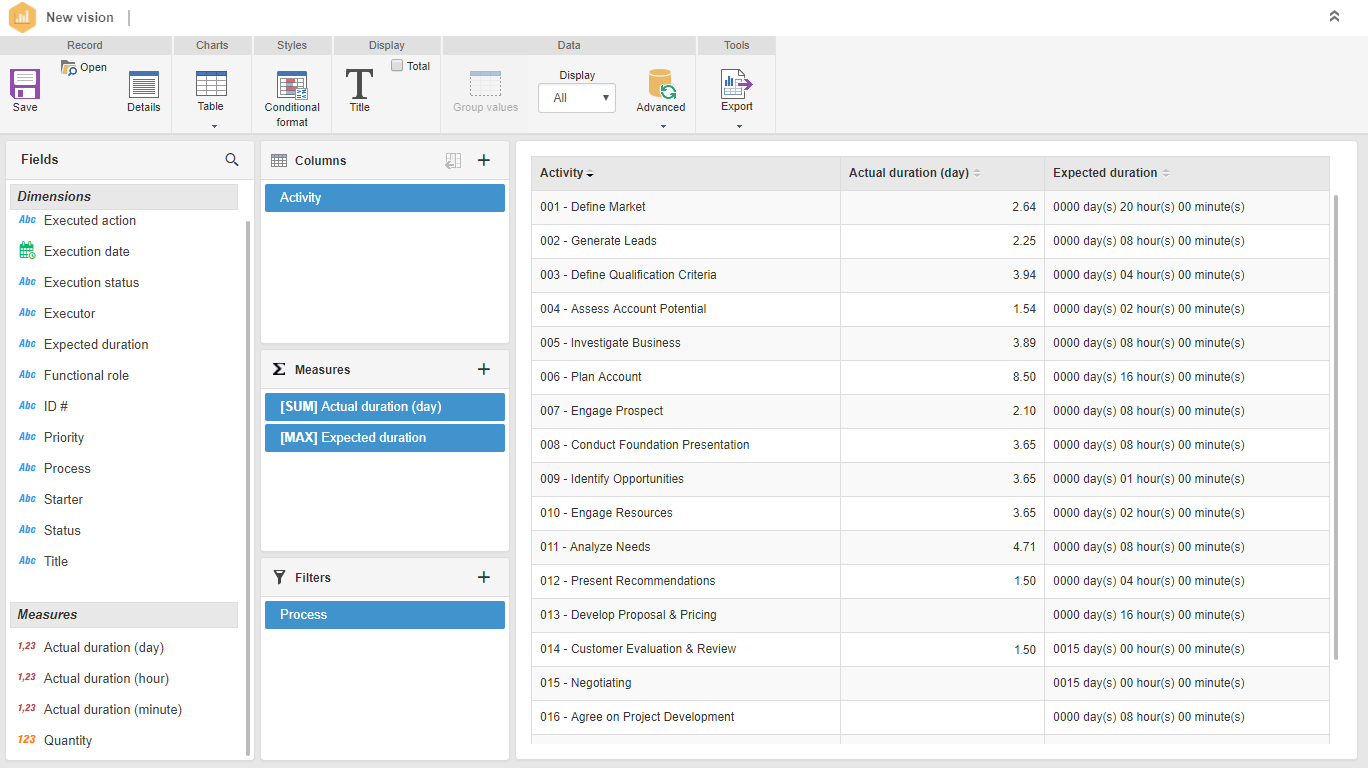 New vision
Record
Charts
Styles
Display
Data
Tools
Save
Open
Details
Table
Conditional
format
Title
Total
Group values
Display
All
Advanced
Export
Fields
Dimensions
Abc Executed action
Execution date
Abc Execution status
Abc Executor
Abc Expected duration
Abc Functional role
Abc ID #
Abc Priority
Abc Process
Abc Starter
Abc Status
Abc Title
Measures
1,23 Actual duration (day)
1,23 Actual duration (hour)
1,23 Actual duration (minute)
123 Quantity
Columns
Activity
Σ Measures
[SUM] Actual duration (day)
[MAX] Expected duration
Filters
Process
Activity Actual duration (day) Expected duration
001 - Define Market 2.64 0000 day(s) 20 hour(s) 00 minute(s)
002 - Generate Leads 2.25 0000 day(s) 08 hour(s) 00 minute(s)
003 - Define Qualification Criteria 3.94 0000 day(s) 04 hour(s) 00 minute(s)
004 - Assess Account Potential 1.54 0000 day(s) 02 hour(s) 00 minute(s)
005 - Investigate Business 3.89 0000 day(s) 08 hour(s) 00 minute(s)
006 - Plan Account 8.50 0000 day(s) 16 hour(s) 00 minute(s)
007 - Engage Prospect 2.10 0000 day(s) 08 hour(s) 00 minute(s)
008 - Conduct Foundation Presentation 3.65 0000 day(s) 08 hour(s) 00 minute(s)
009 - Identify Opportunities 3.65 0000 day(s) 01 hour(s) 00 minute(s)
010 - Engage Resources 3.65 0000 day(s) 02 hour(s) 00 minute(s)
011 - Analyze Needs 4.71 0000 day(s) 08 hour(s) 00 minute(s)
012 - Present Recommendations 1.50 0000 day(s) 04 hour(s) 00 minute(s)
013 - Develop Proposal & Pricing 0000 day(s) 16 hour(s) 00 minute(s)
014 - Customer Evaluation & Review 1.50 0015 day(s) 00 hour(s) 00 minute(s)
015 - Negotiating 0015 day(s) 00 hour(s) 00 minute(s)
016 - Agree on Project Development 0000 day(s) 08 hour(s) 00 minute(s)